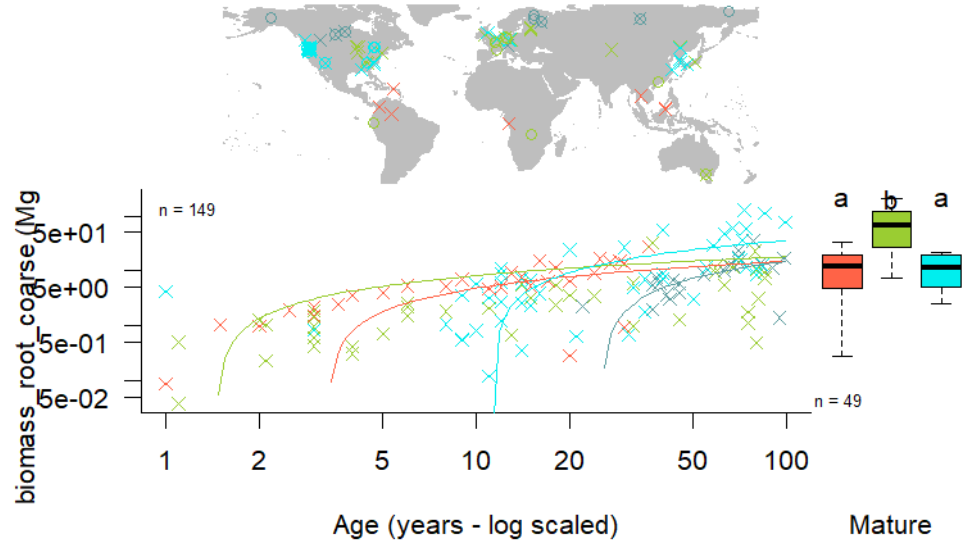 n = 149
a b a
5e+01
5e+00
5e-01
5e-02
biomass_root_coarse (Mg
n = 49
1 2 5 10 20 50 100
Age (years - log scaled) Mature